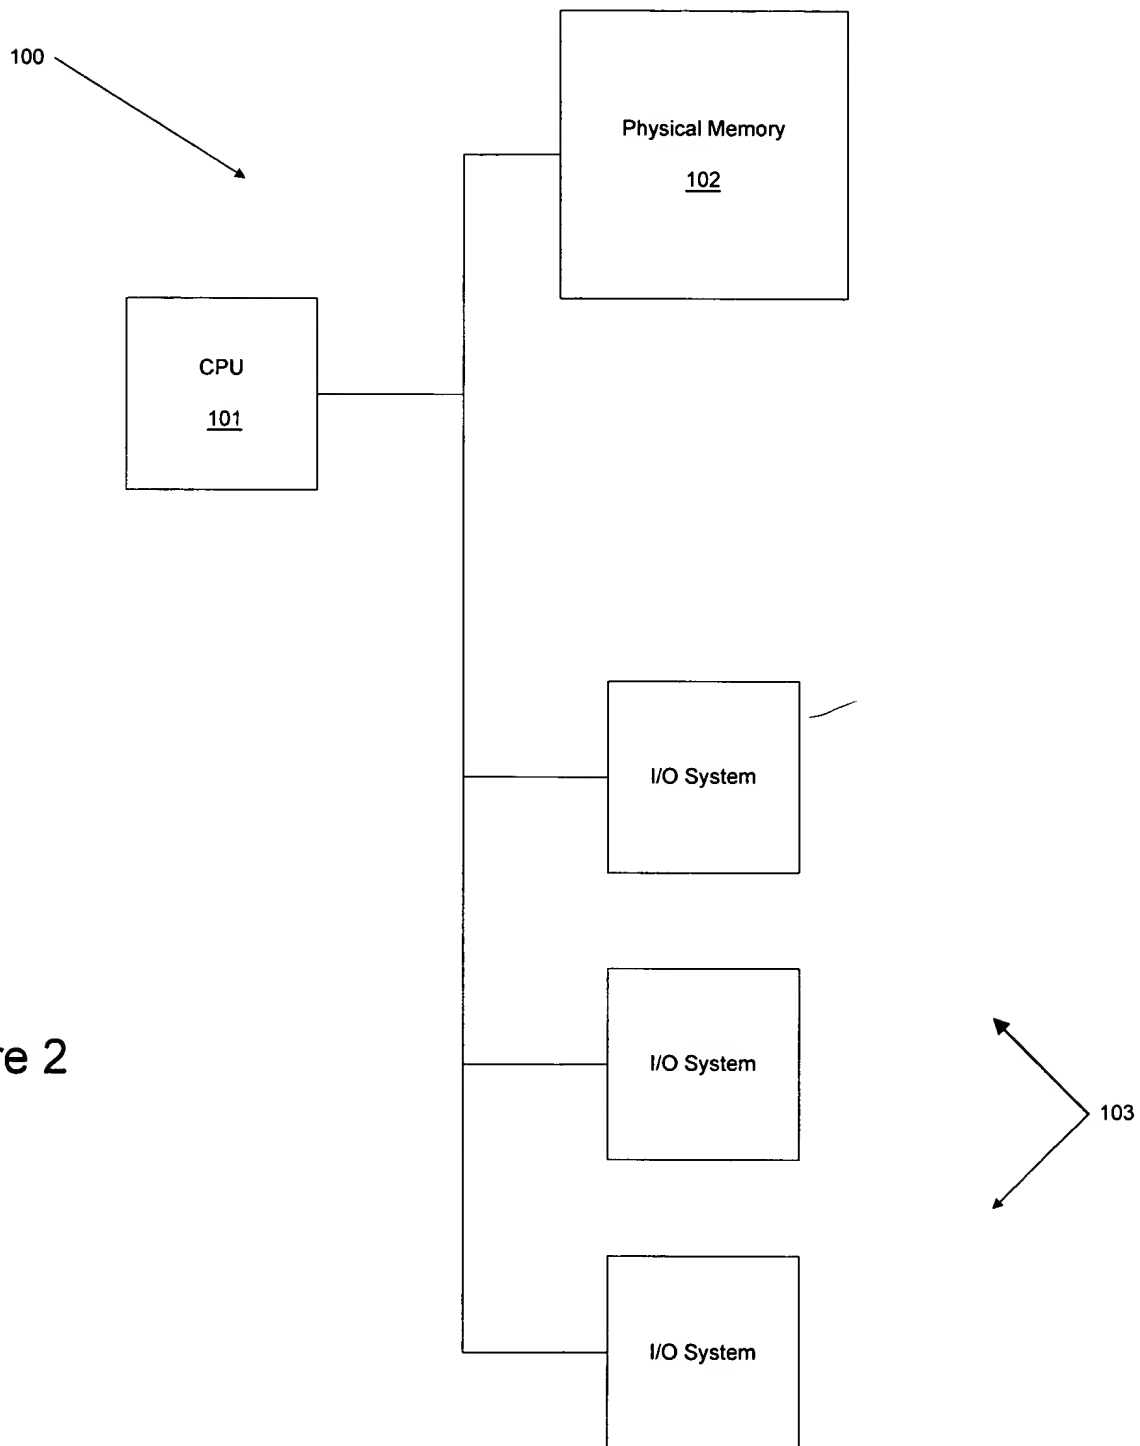 100
Physical Memory
102
CPU
101
I/O System
I/O System
re 2
103
I/O System